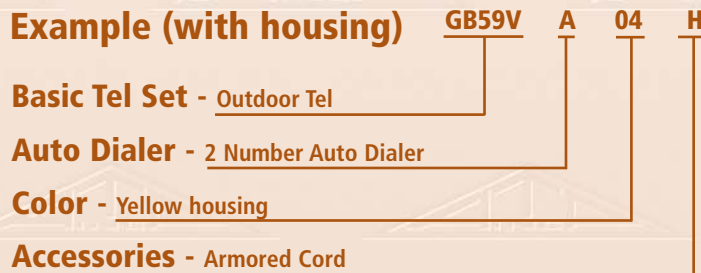 Example (with housing) GB59V A 04 H
Basic Tel Set - Outdoor Tel
Auto Dialer - 2 Number Auto Dialer
Color - Yellow housing
Accessories - Armored Cord